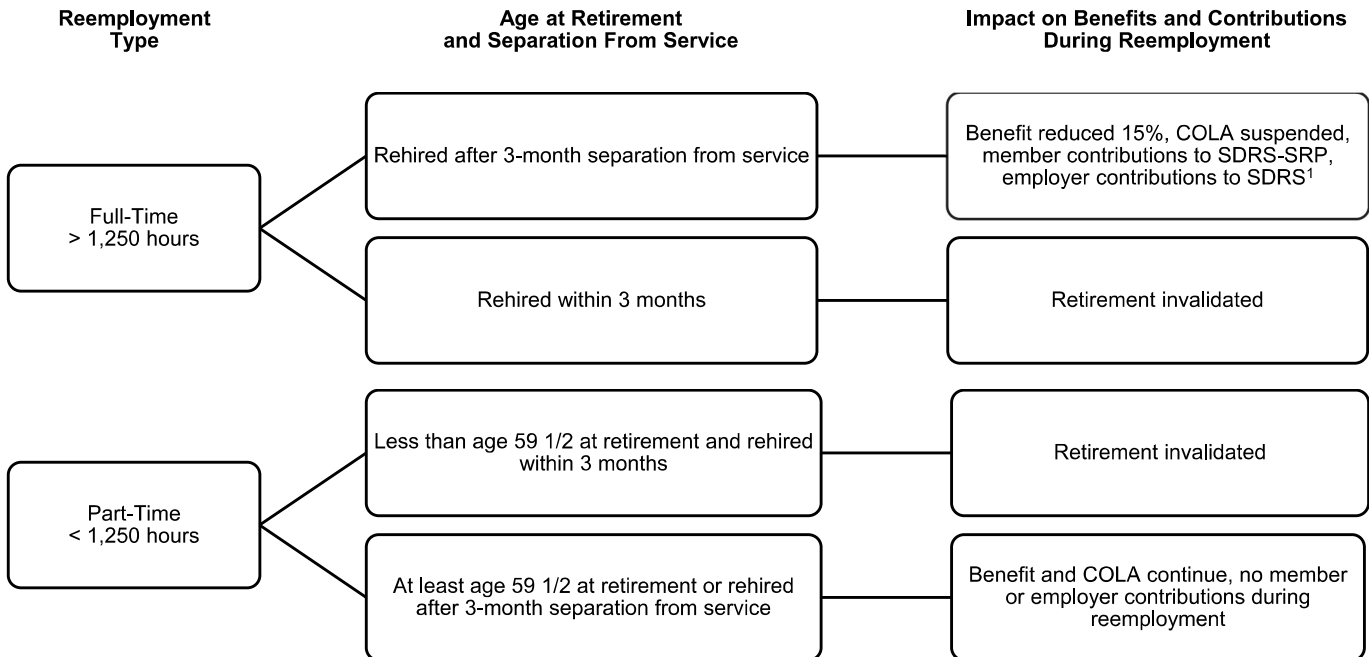 Reemployment
Type
Age at Retirement
and Separation From Service
Impact on Benefits and Contributions
During Reemployment
Full-Time
> 1,250 hours
Rehired after 3-month separation from service
Benefit reduced 15%, COLA suspended,
member contributions to SDRS-SRP,
employer contributions to SDRS¹
Rehired within 3 months
Retirement invalidated
Part-Time
< 1,250 hours
Less than age 59 1/2 at retirement and rehired
within 3 months
Retirement invalidated
At least age 59 1/2 at retirement or rehired
after 3-month separation from service
Benefit and COLA continue, no member
or employer contributions during
reemployment